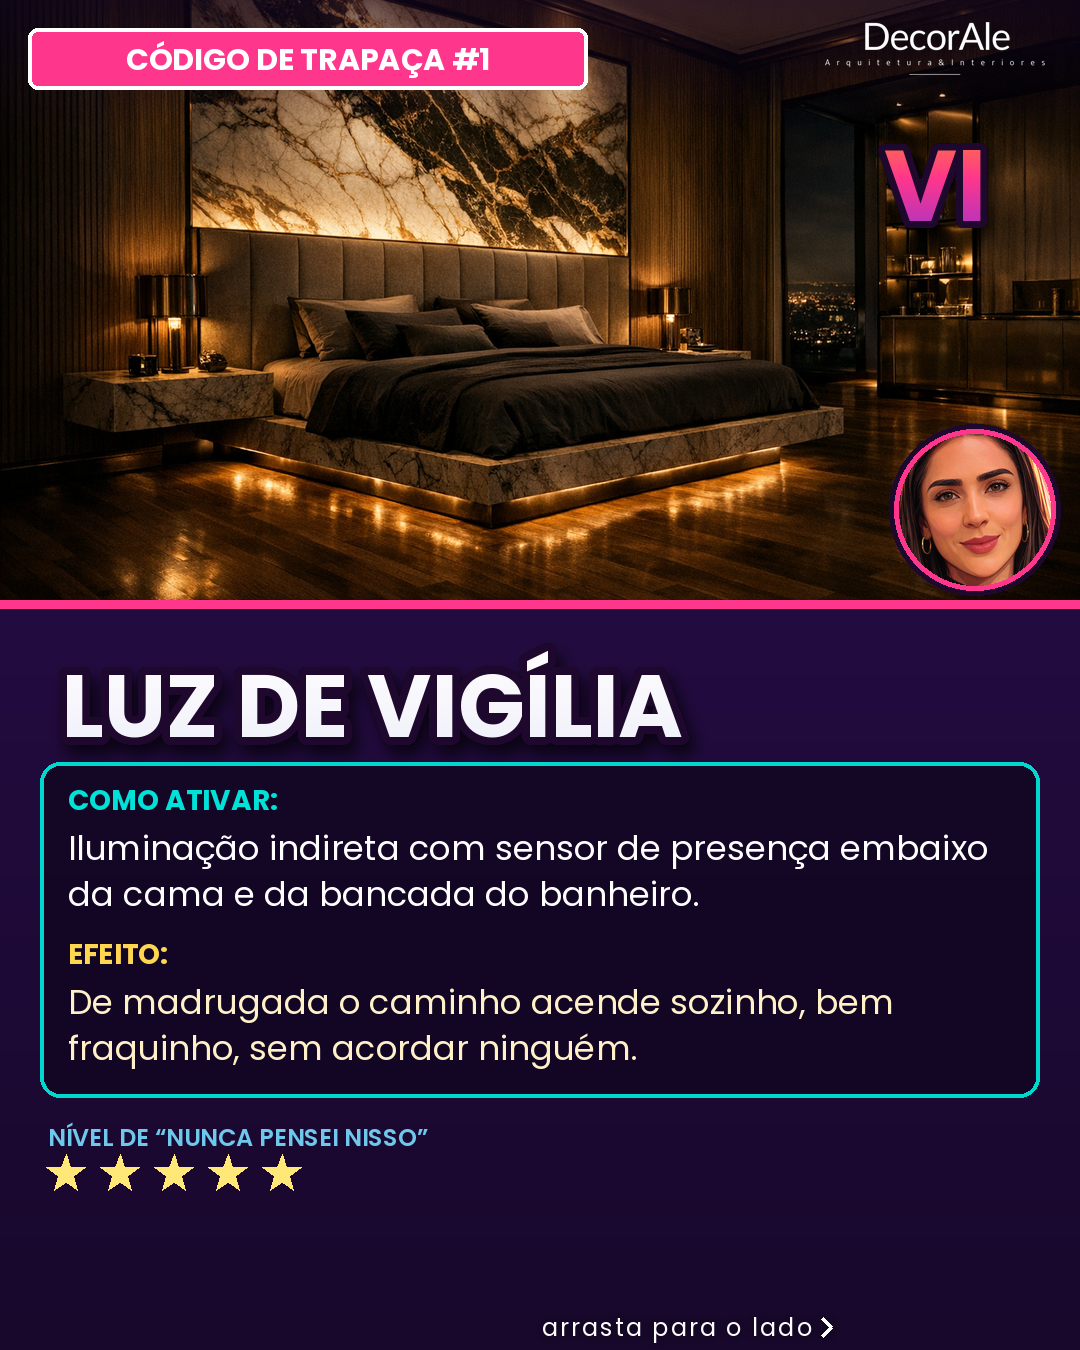 CÓDIGO DE TRAPAÇA #1
DecorAle
Arquitetura&Interiores
VI
LUZ DE VIGÍLIA
COMO ATIVAR:
Iluminação indireta com sensor de presença embaixo
da cama e da bancada do banheiro.
EFEITO:
De madrugada o caminho acende sozinho, bem
fraquinho, sem acordar ninguém.
NÍVEL DE “NUNCA PENSEI NISSO”
arrasta para o lado